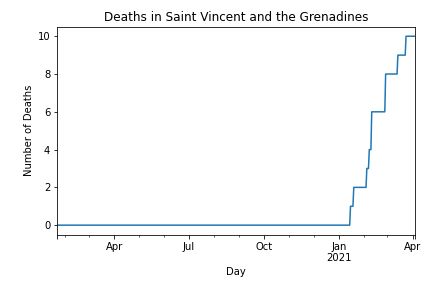 Deaths in Saint Vincent and the Grenadines
10
8
6
4
2
0
Number of Deaths
Apr
Jul
Oct
Jan
2021
Apr
Day